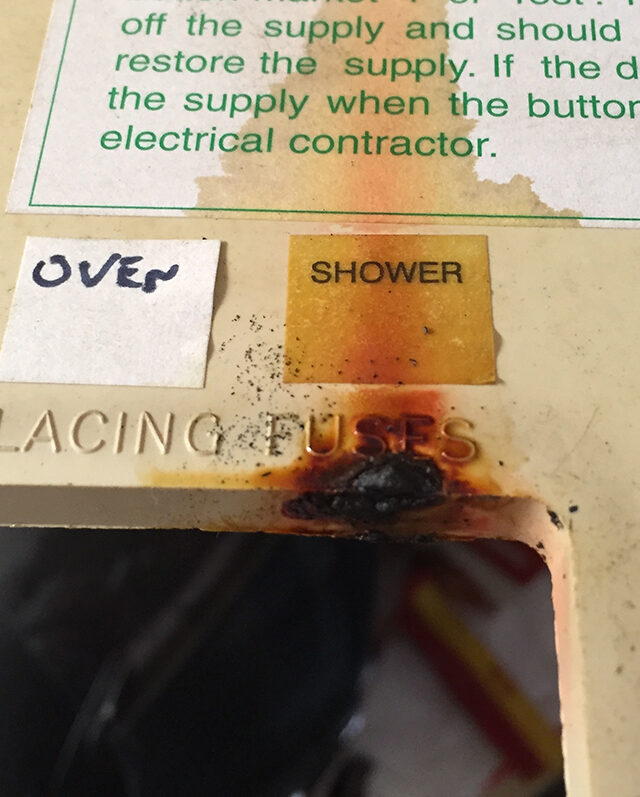 off the supply and should
restore the supply. If the d
the supply when the button
electrical contractor.
OVEN
SHOWER
LACING FUSES